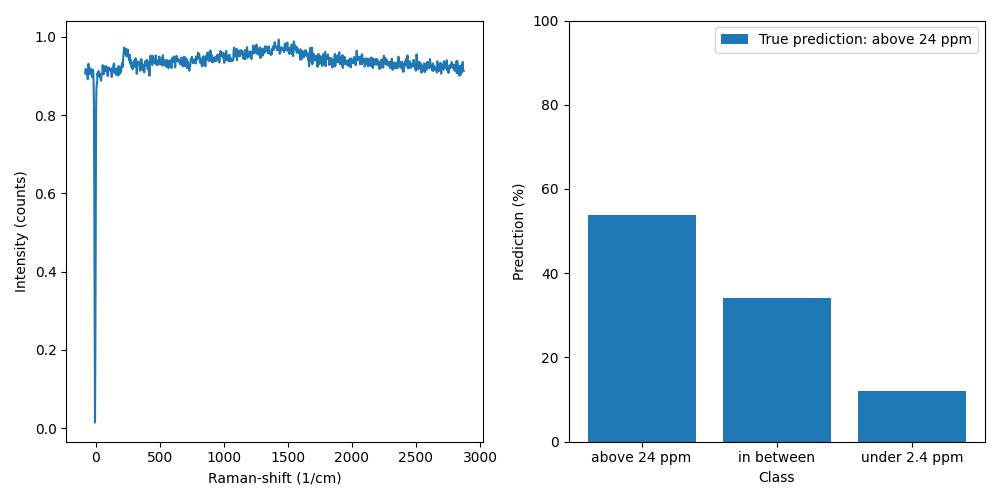 1.0
0.8
0.6
0.4
0.2
0.0
Intensity (counts)
0 500 1000 1500 2000 2500 3000
Raman-shift (1/cm)
100
80
60
40
20
0
Prediction (%)
True prediction: above 24 ppm
above 24 ppm in between under 2.4 ppm
Class